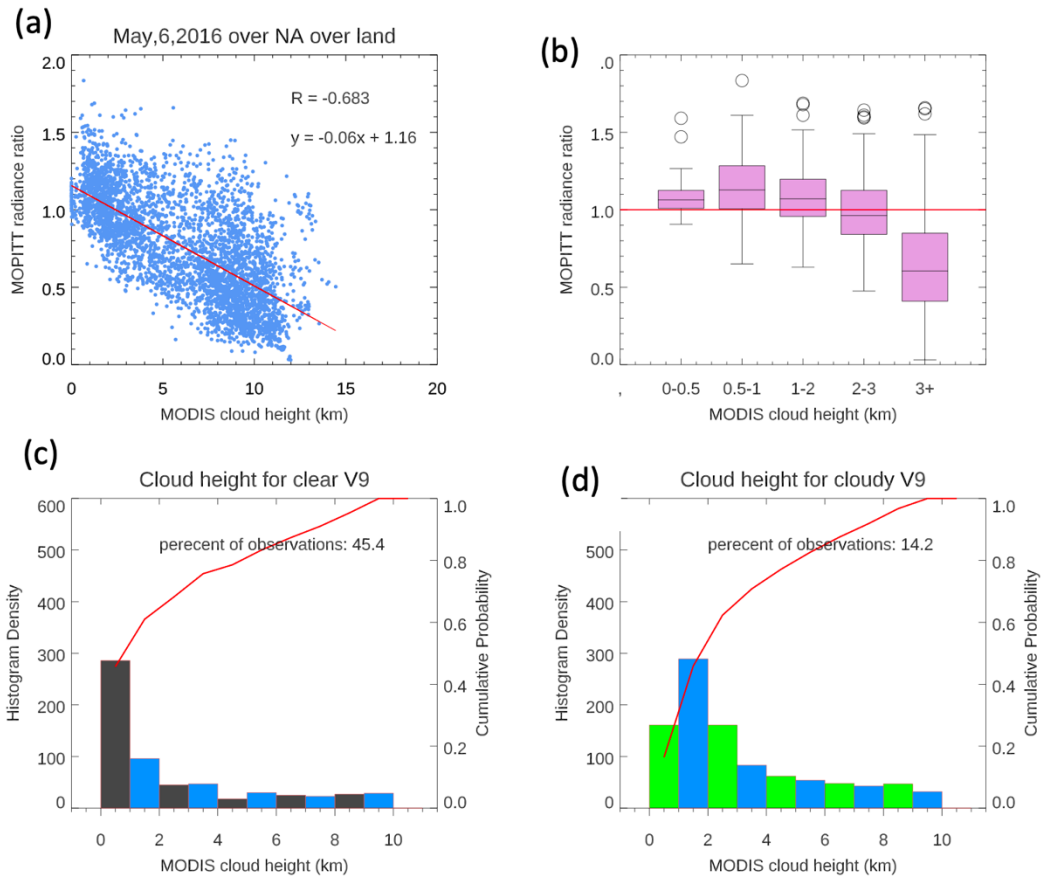 (a)
May,6,2016 over NA over land
2.0
1.5
1.0
0.5
0.0
MOPITT radiance ratio
R = -0.683
y = -0.06x + 1.16
0 5 10 15 20
MODIS cloud height (km)
(b)
.0
1.5
1.0
0.5
0.0
MOPITT radiance ratio
, 0-0.5 0.5-1 1-2 2-3 3+
MODIS cloud height (km)
(c)
Cloud height for clear V9
perecent of observations: 45.4
600
500
400
300
200
100
0
Histogram Density
1.0
0.8
0.6
0.4
0.2
0.0
Cumulative Probability
0 2 4 6 8 10
MODIS cloud height (km)
(d)
Cloud height for cloudy V9
perecent of observations: 14.2
500
400
300
200
100
0
Histogram Density
1.0
0.8
0.6
0.4
0.2
0.0
Cumulative Probability
0 2 4 6 8 10
MODIS cloud height (km)